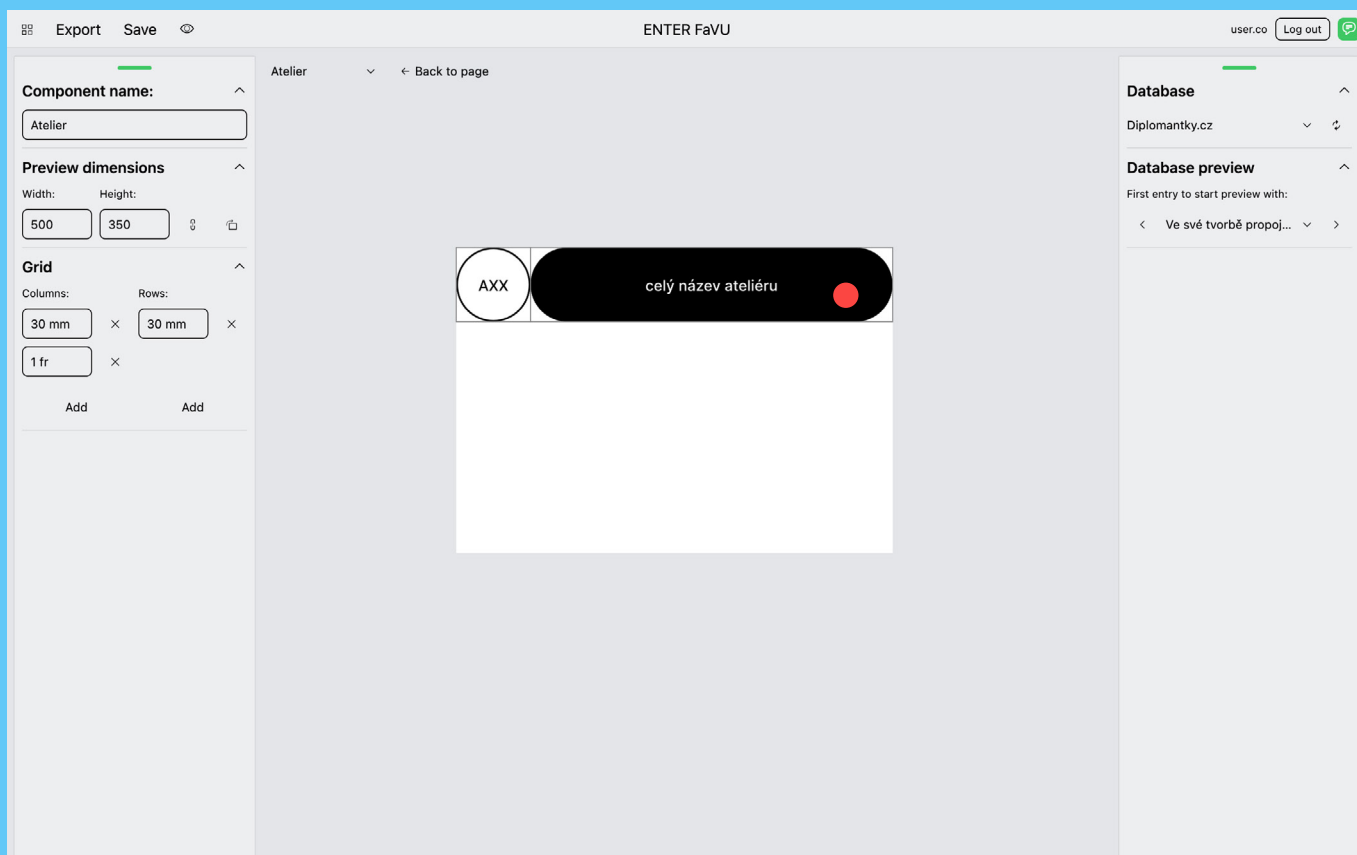 Export Save ENTER FaVU user.co Log out
Atelier ← Back to page
Component name:
Atelier
Preview dimensions
Width: Height:
500 350
Grid
Columns: Rows:
30 mm × 30 mm ×
1 fr ×
Add Add
AXX celý název ateliéru
Database
Diplomantky.cz
Database preview
First entry to start preview with:
Ve své tvorbě propoj...